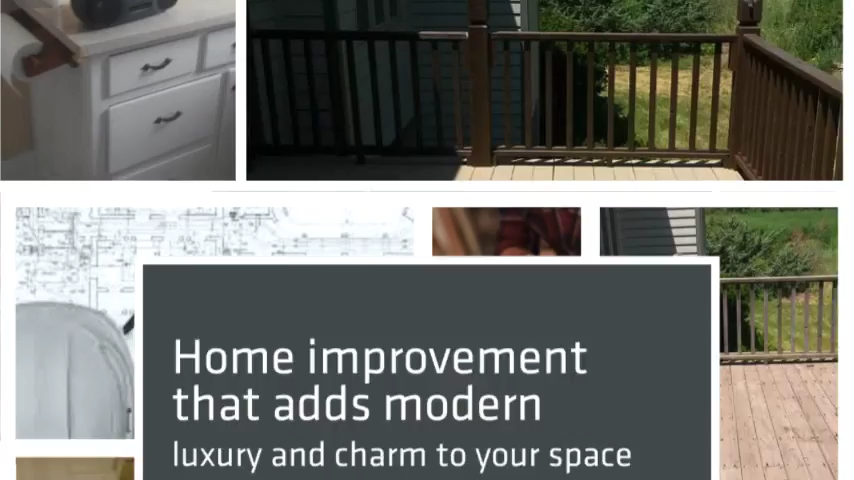 Home improvement
that adds modern
luxury and charm to your space